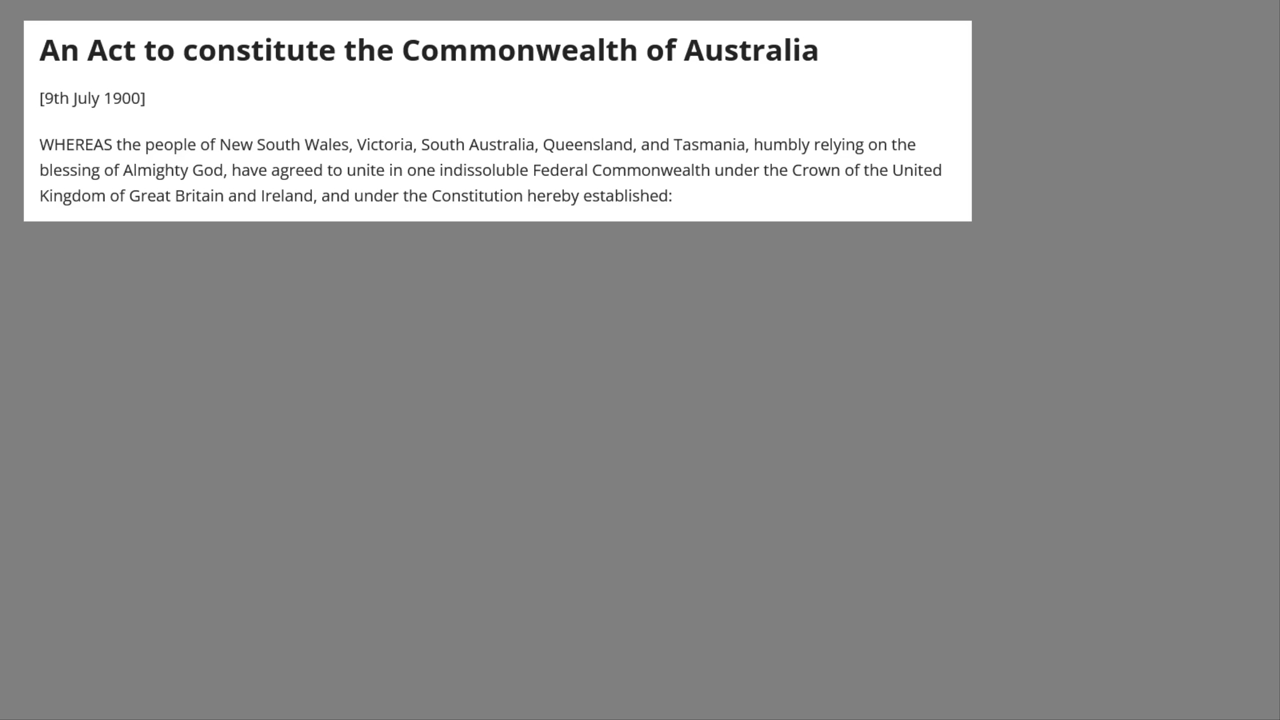 An Act to constitute the Commonwealth of Australia
[9th July 1900]
WHEREAS the people of New South Wales, Victoria, South Australia, Queensland, and Tasmania, humbly relying on the
blessing of Almighty God, have agreed to unite in one indissoluble Federal Commonwealth under the Crown of the United
Kingdom of Great Britain and Ireland, and under the Constitution hereby established: